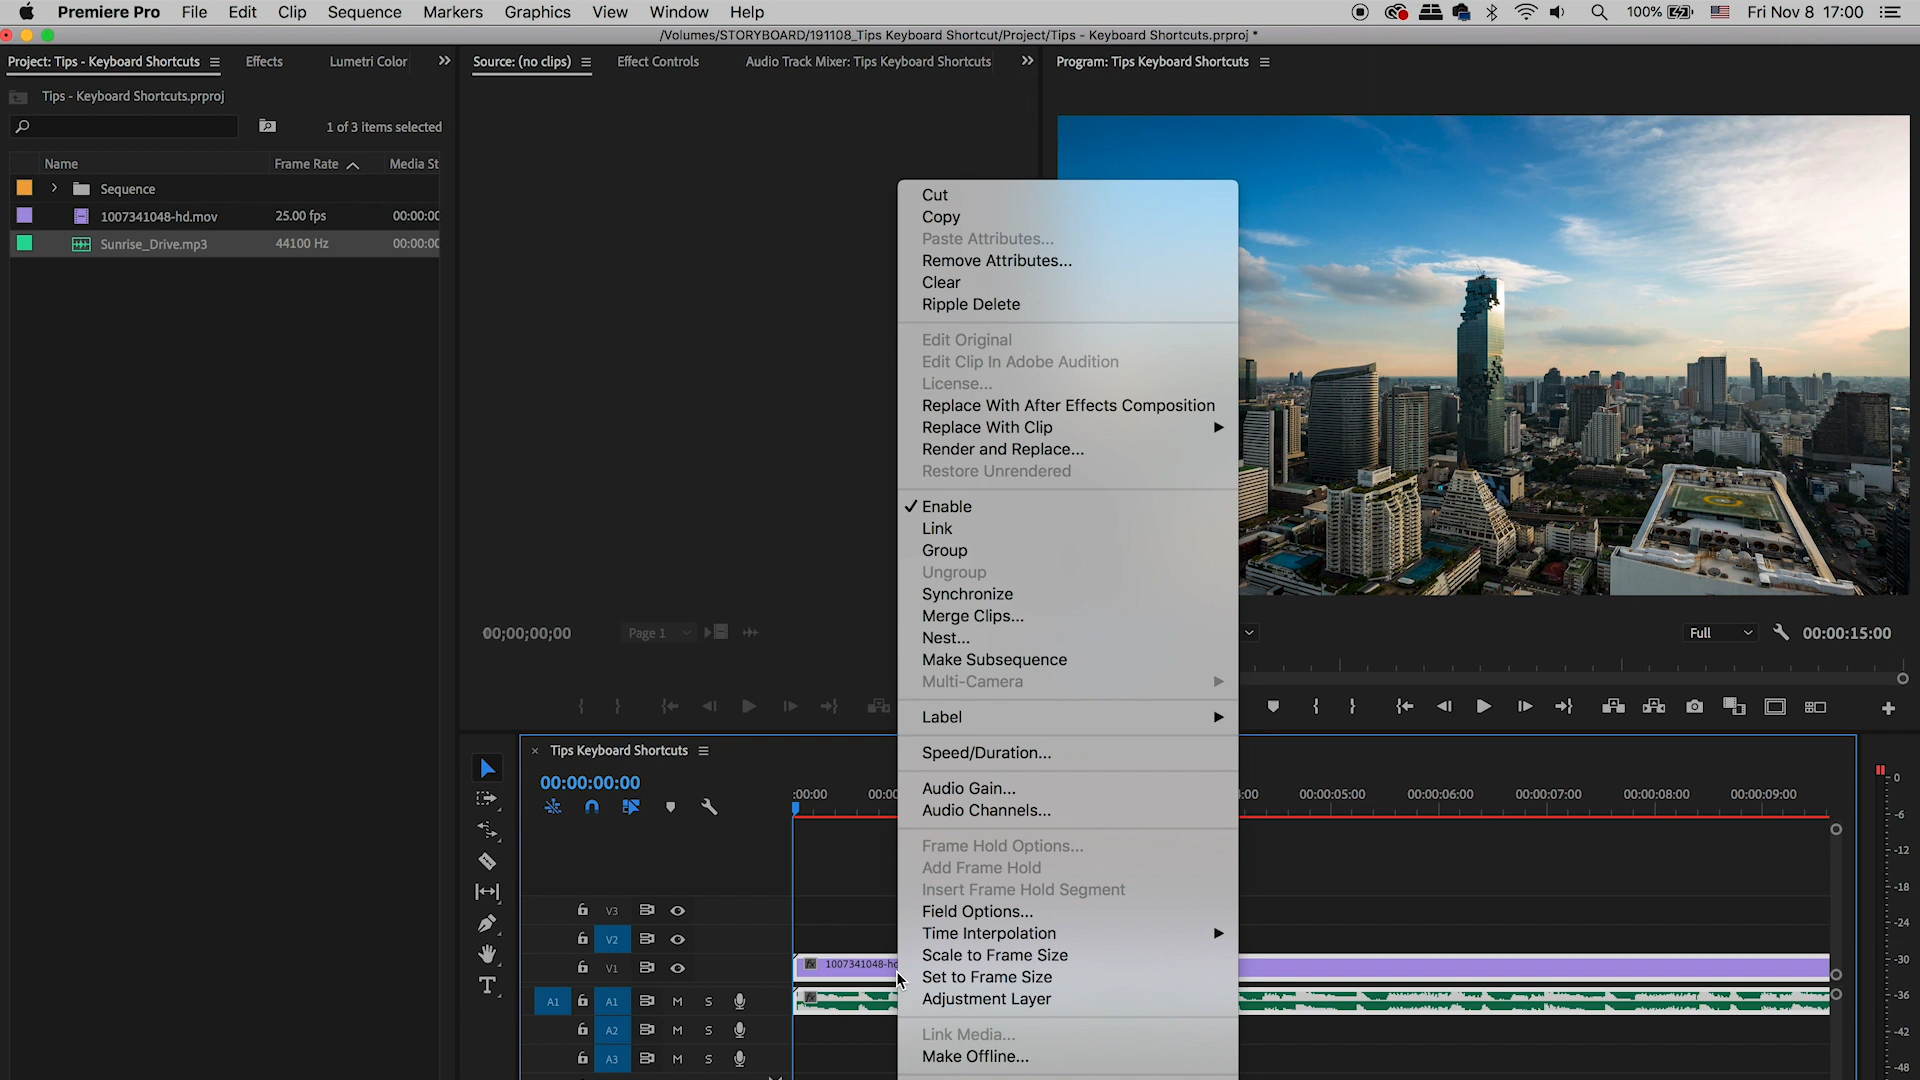 Premiere Pro File Edit Clip Sequence Markers Graphics View Window Help 100% Fri Nov 8 17:00
/Volumes/STORYBOARD/191108_Tips Keyboard Shortcut/Project/Tips - Keyboard Shortcuts.prproj *
Project: Tips - Keyboard Shortcuts Effects Lumetri Color
Tips - Keyboard Shortcuts.prproj
1 of 3 items selected
Name Frame Rate Media St
Sequence
1007341048-hd.mov 25.00 fps 00:00:00
Sunrise_Drive.mp3 44100 Hz 00:00:00
Source: (no clips) Effect Controls Audio Track Mixer: Tips Keyboard Shortcuts
00;00;00;00 Page 1
Program: Tips Keyboard Shortcuts
Full 00:00:15:00
Cut
Copy
Paste Attributes...
Remove Attributes...
Clear
Ripple Delete
Edit Original
Edit Clip In Adobe Audition
License...
Replace With After Effects Composition
Replace With Clip
Render and Replace...
Restore Unrendered
Enable
Link
Group
Ungroup
Synchronize
Merge Clips...
Nest...
Make Subsequence
Multi-Camera
Label
Speed/Duration...
Audio Gain...
Audio Channels...
Frame Hold Options...
Add Frame Hold
Insert Frame Hold Segment
Field Options...
Time Interpolation
Scale to Frame Size
Set to Frame Size
Adjustment Layer
Link Media...
Make Offline...
Tips Keyboard Shortcuts
00:00:00:00
:00:00 00:00 :00 00:00:05:00 00:00:06:00 00:00:07:00 00:00:08:00 00:00:09:00
V3
V2
V1 fx 1007341048-hd
A1 A1 M S fx
A2 M S
A3 M S
0
-6
-12
-18
-24
-30
-36
-42
-48